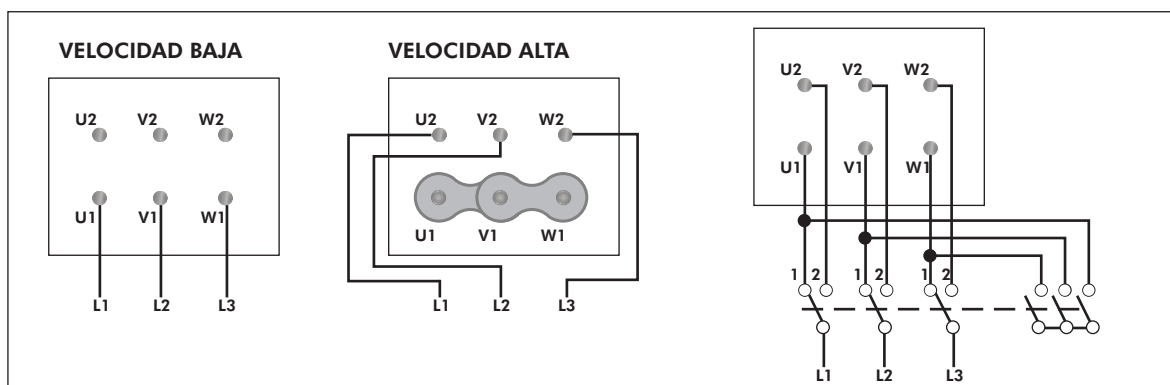 VELOCIDAD BAJA
U2 V2 W2
U1 V1 W1
L1 L2 L3
VELOCIDAD ALTA
U2 V2 W2
U1 V1 W1
L1 L2 L3
U2 V2 W2
U1 V1 W1
1 2 1 2 1 2
L1 L2 L3